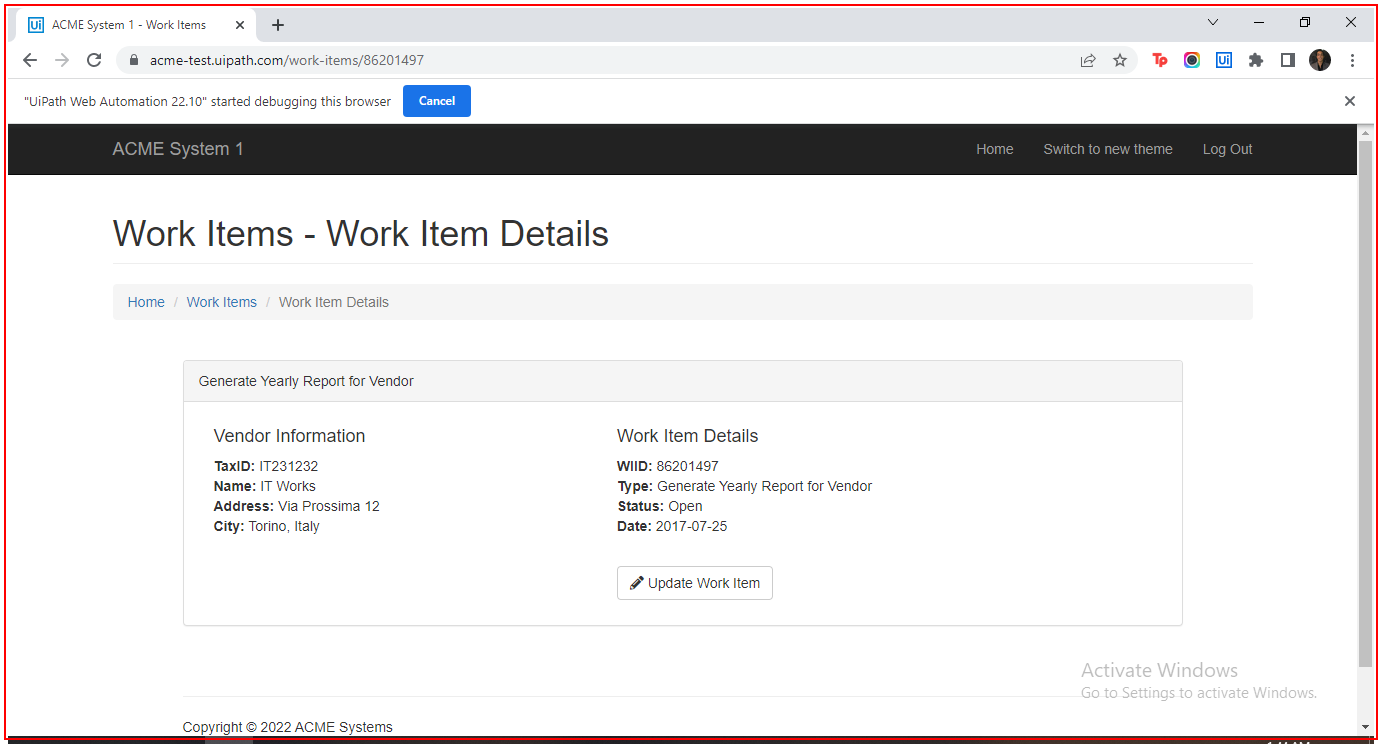 ACME System 1 - Work Items
acme-test.uipath.com/work-items/86201497
"UiPath Web Automation 22.10" started debugging this browser Cancel
ACME System 1 Home Switch to new theme Log Out
Work Items - Work Item Details
Home / Work Items / Work Item Details
Generate Yearly Report for Vendor
Vendor Information
TaxID: IT231232
Name: IT Works
Address: Via Prossima 12
City: Torino, Italy
Work Item Details
WIID: 86201497
Type: Generate Yearly Report for Vendor
Status: Open
Date: 2017-07-25
Update Work Item
Activate Windows
Go to Settings to activate Windows.
Copyright © 2022 ACME Systems